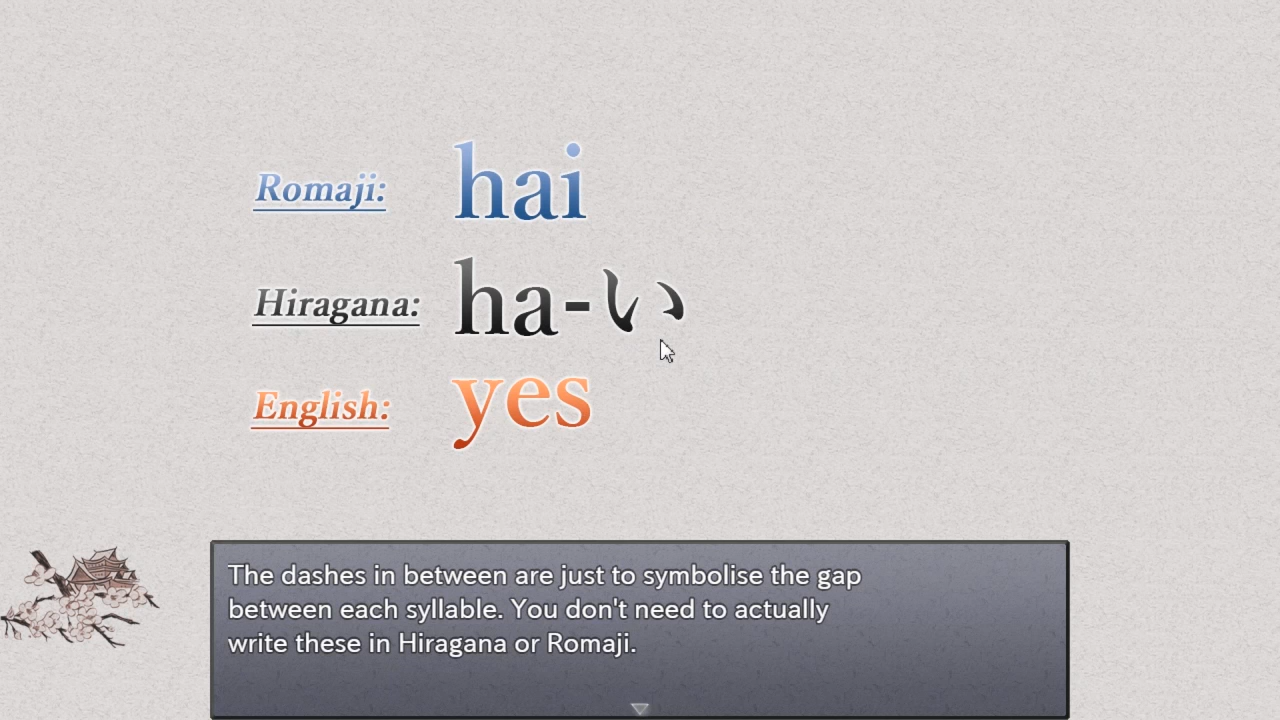 Romaji: hai
Hiragana: ha-い
English: yes
The dashes in between are just to symbolise the gap
between each syllable. You don't need to actually
write these in Hiragana or Romaji.